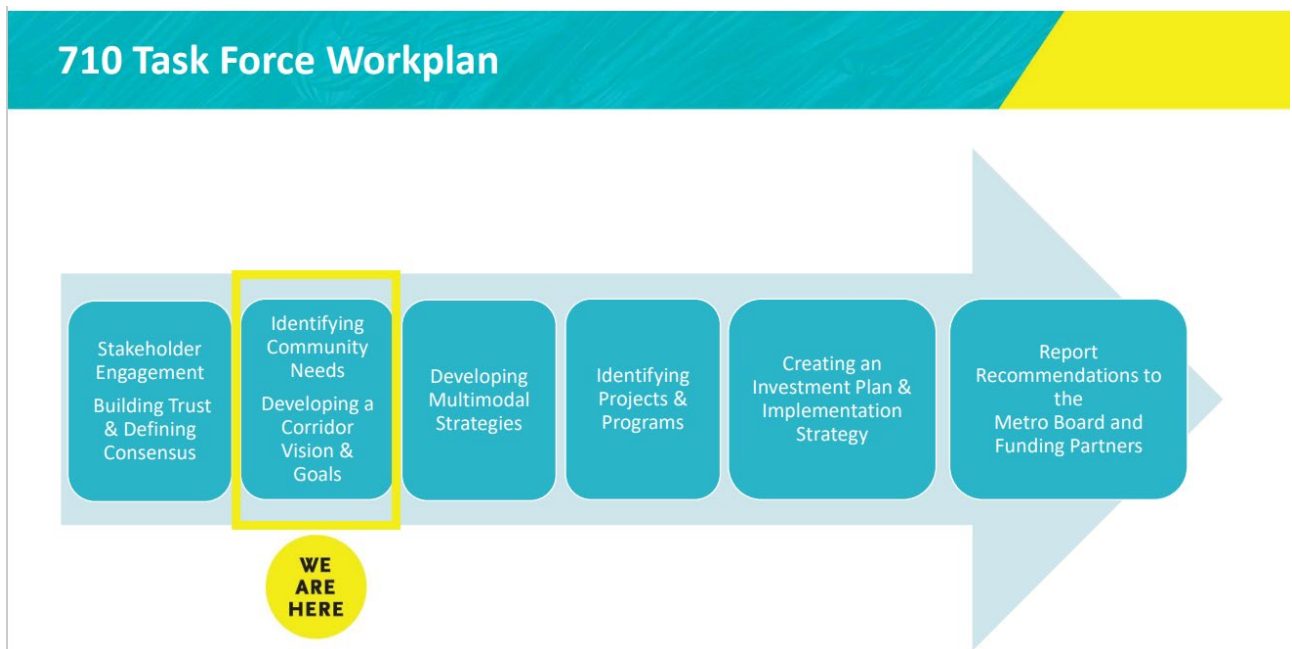 710 Task Force Workplan
Stakeholder
Engagement
Building Trust
& Defining
Consensus
Identifying
Community
Needs
Developing a
Corridor
Vision &
Goals
Developing
Multimodal
Strategies
Identifying
Projects &
Programs
Creating an
Investment Plan &
Implementation
Strategy
Report
Recommendations to
the
Metro Board and
Funding Partners
WE
ARE
HERE